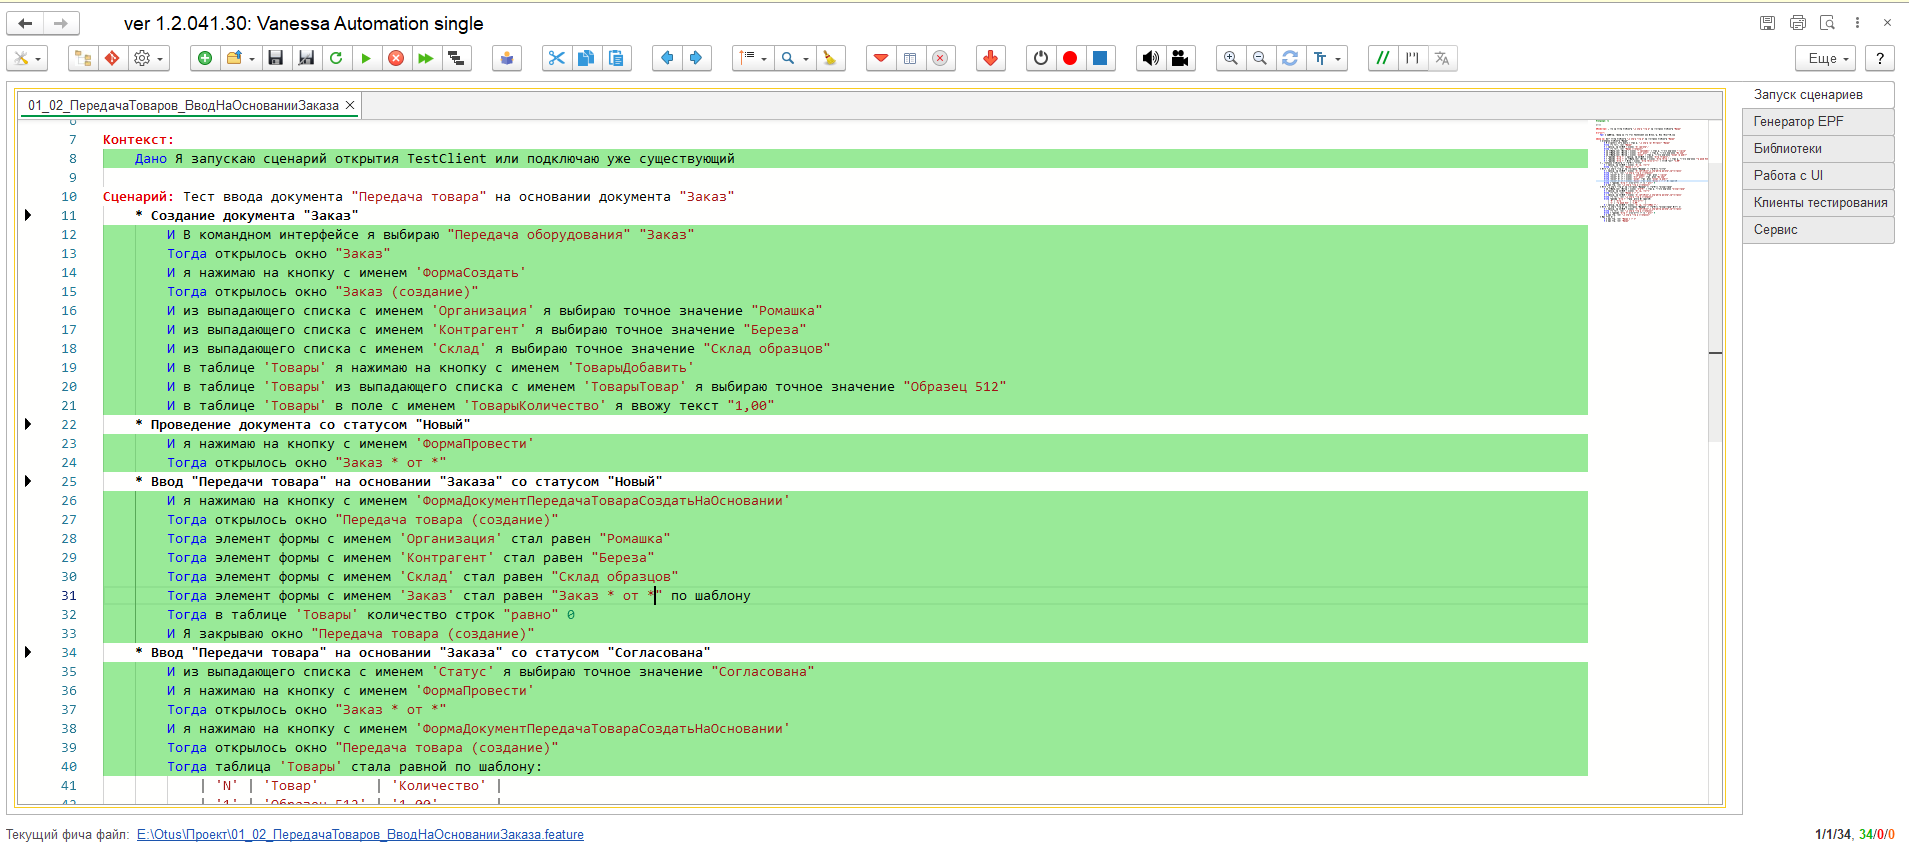 ver 1.2.041.30: Vanessa Automation single
Еще
?
01_02_ПередачаТоваров_ВводНаОснованииЗаказа
Запуск сценариев
Генератор EPF
Библиотеки
Работа с UI
Клиенты тестирования
Сервис
6
7 Контекст:
8 Дано Я запускаю сценарий открытия TestClient или подключаю уже существующий
9
10 Сценарий: Тест ввода документа "Передача товара" на основании документа "Заказ"
11 * Создание документа "Заказ"
12 И В командном интерфейсе я выбираю "Передача оборудования" "Заказ"
13 Тогда открылось окно "Заказ"
14 И я нажимаю на кнопку с именем 'ФормаСоздать'
15 Тогда открылось окно "Заказ (создание)"
16 И из выпадающего списка с именем 'Организация' я выбираю точное значение "Ромашка"
17 И из выпадающего списка с именем 'Контрагент' я выбираю точное значение "Береза"
18 И из выпадающего списка с именем 'Склад' я выбираю точное значение "Склад образцов"
19 И в таблице 'Товары' я нажимаю на кнопку с именем 'ТоварыДобавить'
20 И в таблице 'Товары' из выпадающего списка с именем 'ТоварыТовар' я выбираю точное значение "Образец 512"
21 И в таблице 'Товары' в поле с именем 'ТоварыКоличество' я ввожу текст "1,00"
22 * Проведение документа со статусом "Новый"
23 И я нажимаю на кнопку с именем 'ФормаПровести'
24 Тогда открылось окно "Заказ * от *"
25 * Ввод "Передачи товара" на основании "Заказа" со статусом "Новый"
26 И я нажимаю на кнопку с именем 'ФормаДокументПередачаТовараСоздатьНаОсновании'
27 Тогда открылось окно "Передача товара (создание)"
28 Тогда элемент формы с именем 'Организация' стал равен "Ромашка"
29 Тогда элемент формы с именем 'Контрагент' стал равен "Береза"
30 Тогда элемент формы с именем 'Склад' стал равен "Склад образцов"
31 Тогда элемент формы с именем 'Заказ' стал равен "Заказ * от *" по шаблону
32 Тогда в таблице 'Товары' количество строк "равно" 0
33 И Я закрываю окно "Передача товара (создание)"
34 * Ввод "Передачи товара" на основании "Заказа" со статусом "Согласована"
35 И из выпадающего списка с именем 'Статус' я выбираю точное значение "Согласована"
36 И я нажимаю на кнопку с именем 'ФормаПровести'
37 Тогда открылось окно "Заказ * от *"
38 И я нажимаю на кнопку с именем 'ФормаДокументПередачаТовараСоздатьНаОсновании'
39 Тогда открылось окно "Передача товара (создание)"
40 Тогда таблица 'Товары' стала равной по шаблону:
41 | 'N' | 'Товар' | 'Количество' |
42 | '1' | 'Образец 512' | '1,00' |
Текущий фича файл: E:\Otus\Проект\01_02_ПередачаТоваров_ВводНаОснованииЗаказа.feature
1/1/34, 34/0/0